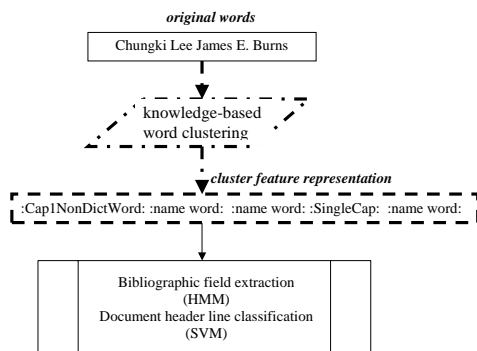 original words
Chungki Lee James E. Burns
knowledge-based
word clustering
cluster feature representation
:Cap1NonDictWord: :name word: :name word: :SingleCap: :name word:
Bibliographic field extraction
(HMM)
Document header line classification
(SVM)